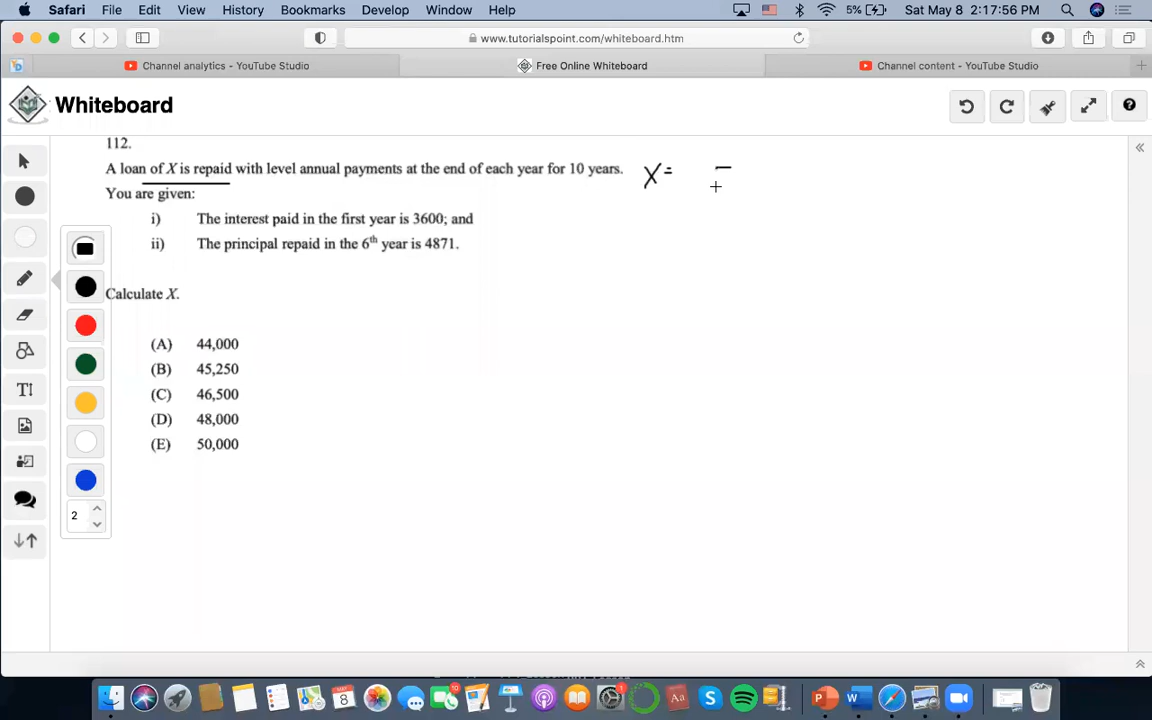 Safari File Edit View History Bookmarks Develop Window Help 5% Sat May 8 2:17:56 PM
www.tutorialspoint.com/whiteboard.htm
Channel analytics - YouTube Studio Free Online Whiteboard Channel content - YouTube Studio
Whiteboard
112.
A loan of X is repaid with level annual payments at the end of each year for 10 years. X =
You are given:
i) The interest paid in the first year is 3600; and
ii) The principal repaid in the 6th year is 4871.
Calculate X.
(A) 44,000
(B) 45,250
(C) 46,500
(D) 48,000
(E) 50,000
2